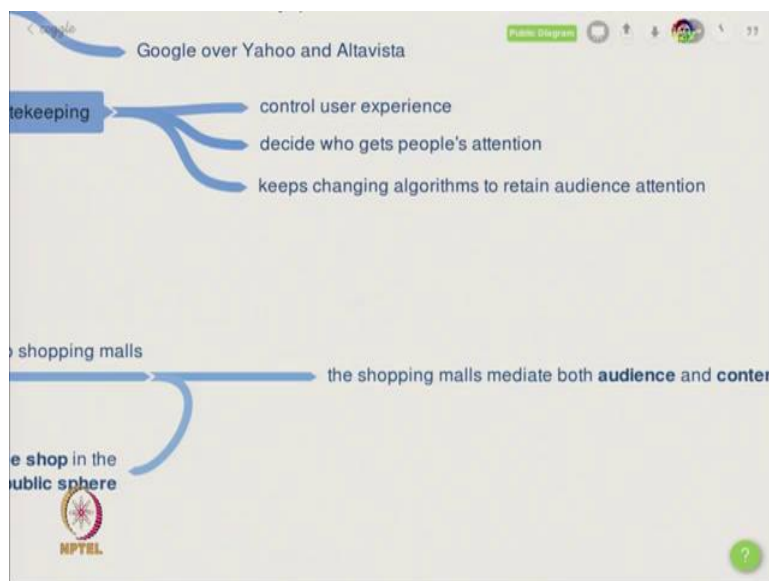 coggle
Public Diagram
Google over Yahoo and Altavista
tekeeping
control user experience
decide who gets people's attention
keeps changing algorithms to retain audience attention
shopping malls
the shopping malls mediate both audience and conter
e shop in the
public sphere
NPTEL
?